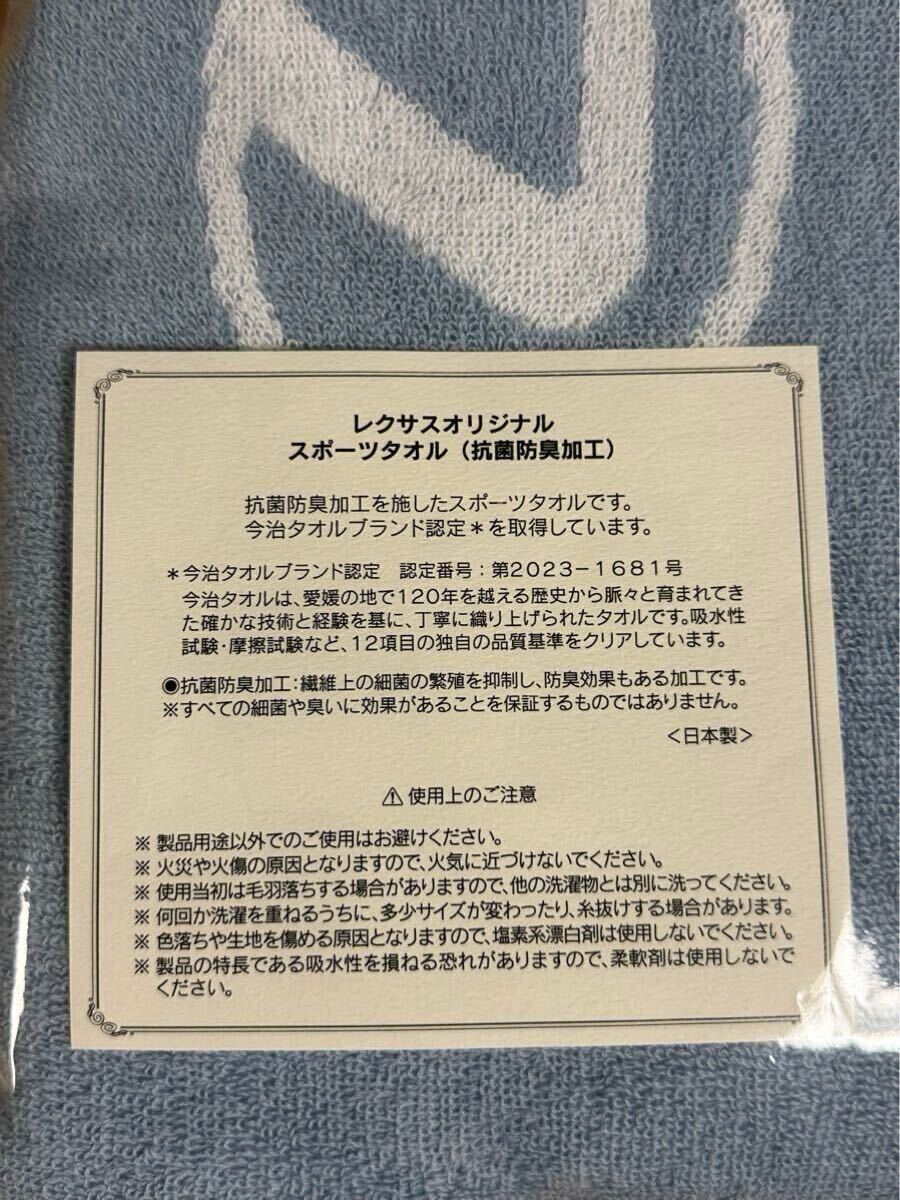 レクサスオリジナル
スポーツタオル（抗菌防臭加工）
抗菌防臭加工を施したスポーツタオルです。
今治タオルブランド認定＊を取得しています。
＊今治タオルブランド認定　認定番号：第2023−1681号
今治タオルは、愛媛の地で120年を越える歴史から脈々と育まれてき
た確かな技術と経験を基に、丁寧に織り上げられたタオルです。吸水性
試験・摩擦試験など、12項目の独自の品質基準をクリアしています。
◉抗菌防臭加工：繊維上の細菌の繁殖を抑制し、防臭効果もある加工です。
※すべての細菌や臭いに効果があることを保証するものではありません。
＜日本製＞
⚠ 使用上のご注意
※ 製品用途以外でのご使用はお避けください。
※ 火災や火傷の原因となりますので、火気に近づけないでください。
※ 使用当初は毛羽落ちする場合がありますので、他の洗濯物とは別に洗ってください。
※ 何回か洗濯を重ねるうちに、多少サイズが変わったり、糸抜けする場合があります。
※ 色落ちや生地を傷める原因となりますので、塩素系漂白剤は使用しないでください。
※ 製品の特長である吸水性を損ねる恐れがありますので、柔軟剤は使用しないで
ください。